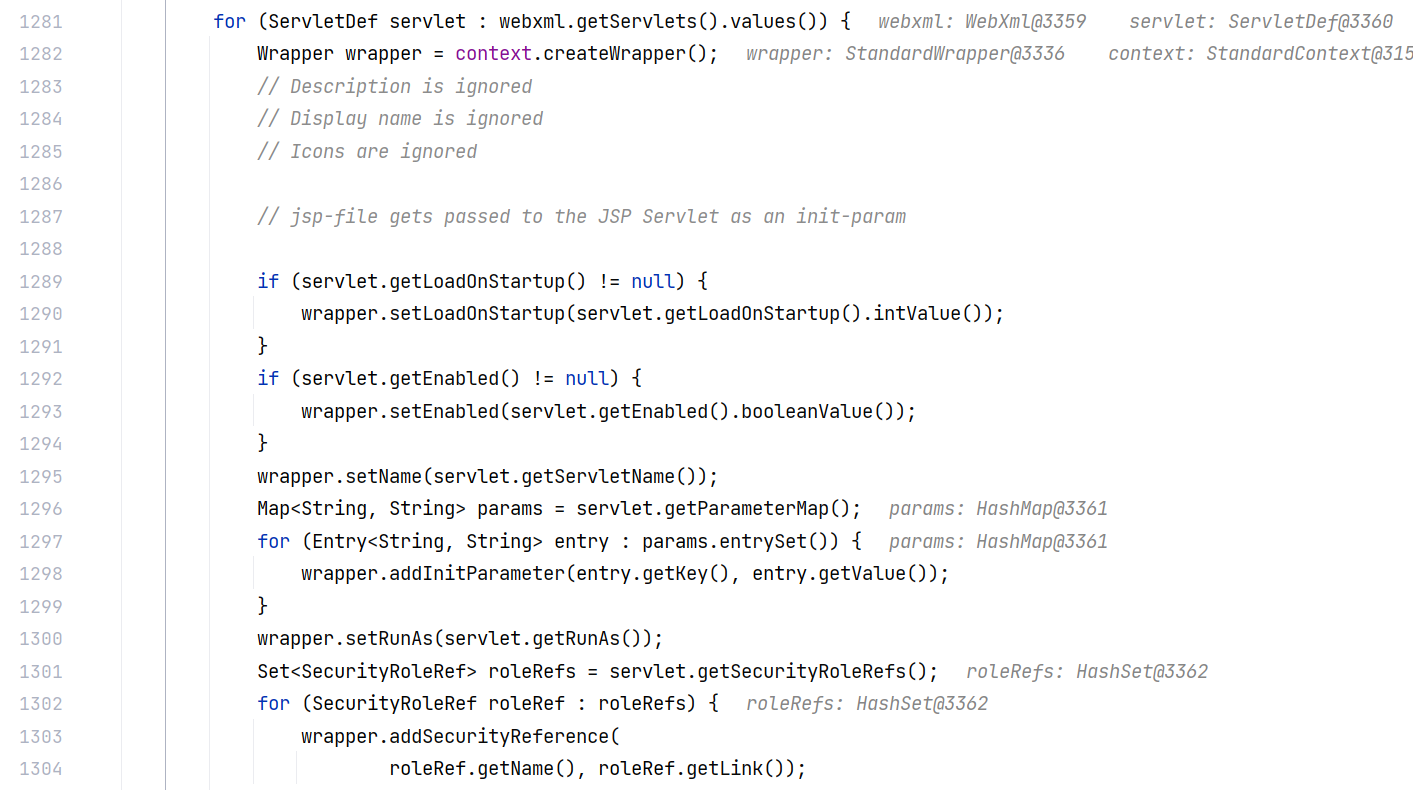 1281 for (ServletDef servlet : webxml.getServlets().values()) { webxml: WebXml@3359 servlet: ServletDef@3360
1282 Wrapper wrapper = context.createWrapper(); wrapper: StandardWrapper@3336 context: StandardContext@315
1283 // Description is ignored
1284 // Display name is ignored
1285 // Icons are ignored
1286
1287 // jsp-file gets passed to the JSP Servlet as an init-param
1288
1289 if (servlet.getLoadOnStartup() != null) {
1290 wrapper.setLoadOnStartup(servlet.getLoadOnStartup().intValue());
1291 }
1292 if (servlet.getEnabled() != null) {
1293 wrapper.setEnabled(servlet.getEnabled().booleanValue());
1294 }
1295 wrapper.setName(servlet.getServletName());
1296 Map<String, String> params = servlet.getParameterMap(); params: HashMap@3361
1297 for (Entry<String, String> entry : params.entrySet()) { params: HashMap@3361
1298 wrapper.addInitParameter(entry.getKey(), entry.getValue());
1299 }
1300 wrapper.setRunAs(servlet.getRunAs());
1301 Set<SecurityRoleRef> roleRefs = servlet.getSecurityRoleRefs(); roleRefs: HashSet@3362
1302 for (SecurityRoleRef roleRef : roleRefs) { roleRefs: HashSet@3362
1303 wrapper.addSecurityReference(
1304 roleRef.getName(), roleRef.getLink());